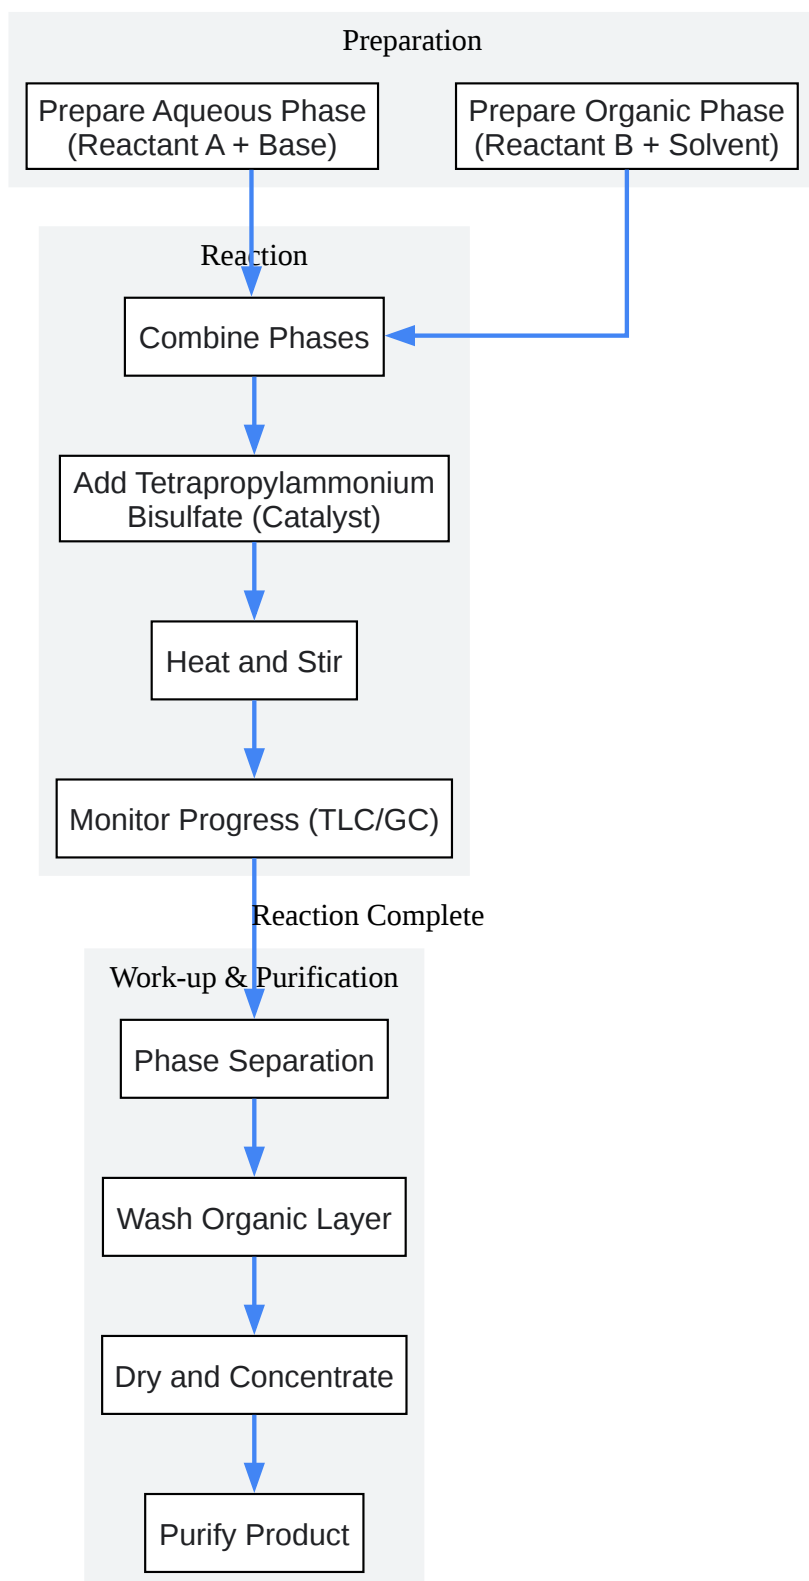 Preparation
Prepare Aqueous Phase
(Reactant A + Base)
Prepare Organic Phase
(Reactant B + Solvent)
Reaction
Combine Phases
Add Tetrapropylammonium
Bisulfate (Catalyst)
Heat and Stir
Monitor Progress (TLC/GC)
Reaction Complete
Work-up & Purification
Phase Separation
Wash Organic Layer
Dry and Concentrate
Purify Product